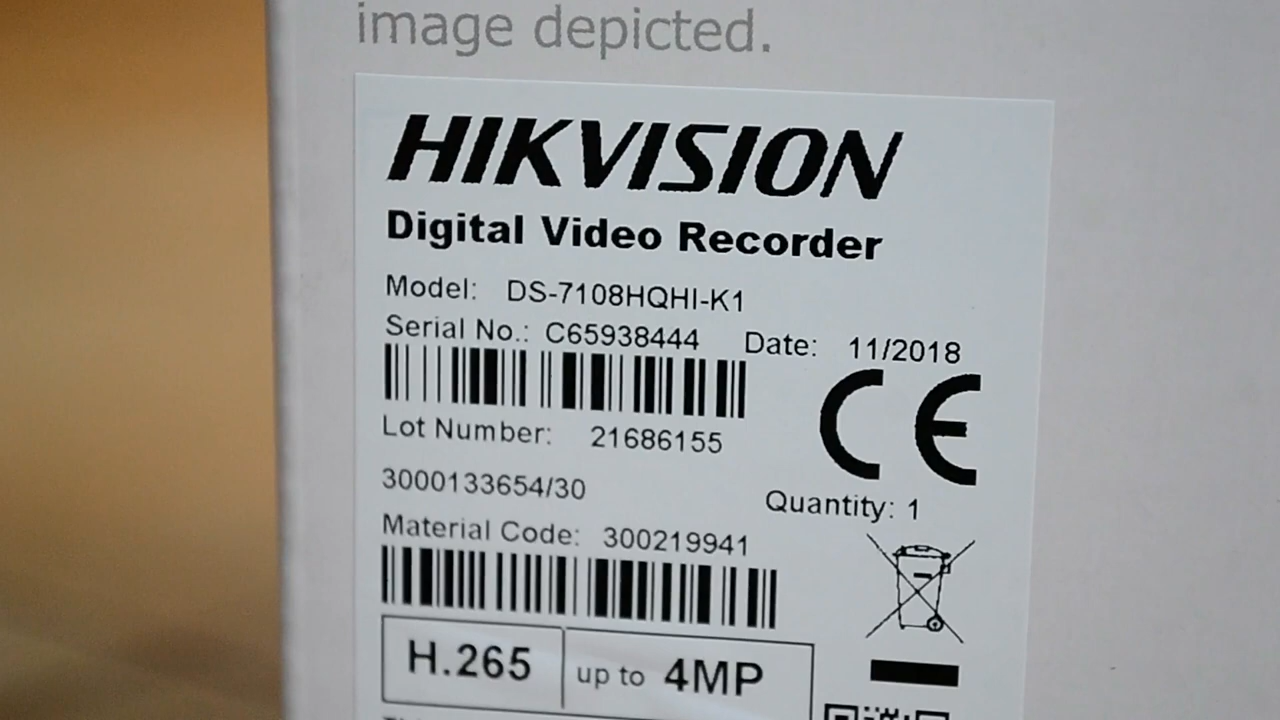 image depicted.
HIKVISION
Digital Video Recorder
Model: DS-7108HQHI-K1
Serial No.: C65938444 Date: 11/2018
CE
Lot Number: 21686155
3000133654/30
Quantity: 1
Material Code: 300219941
H.265 up to 4MP